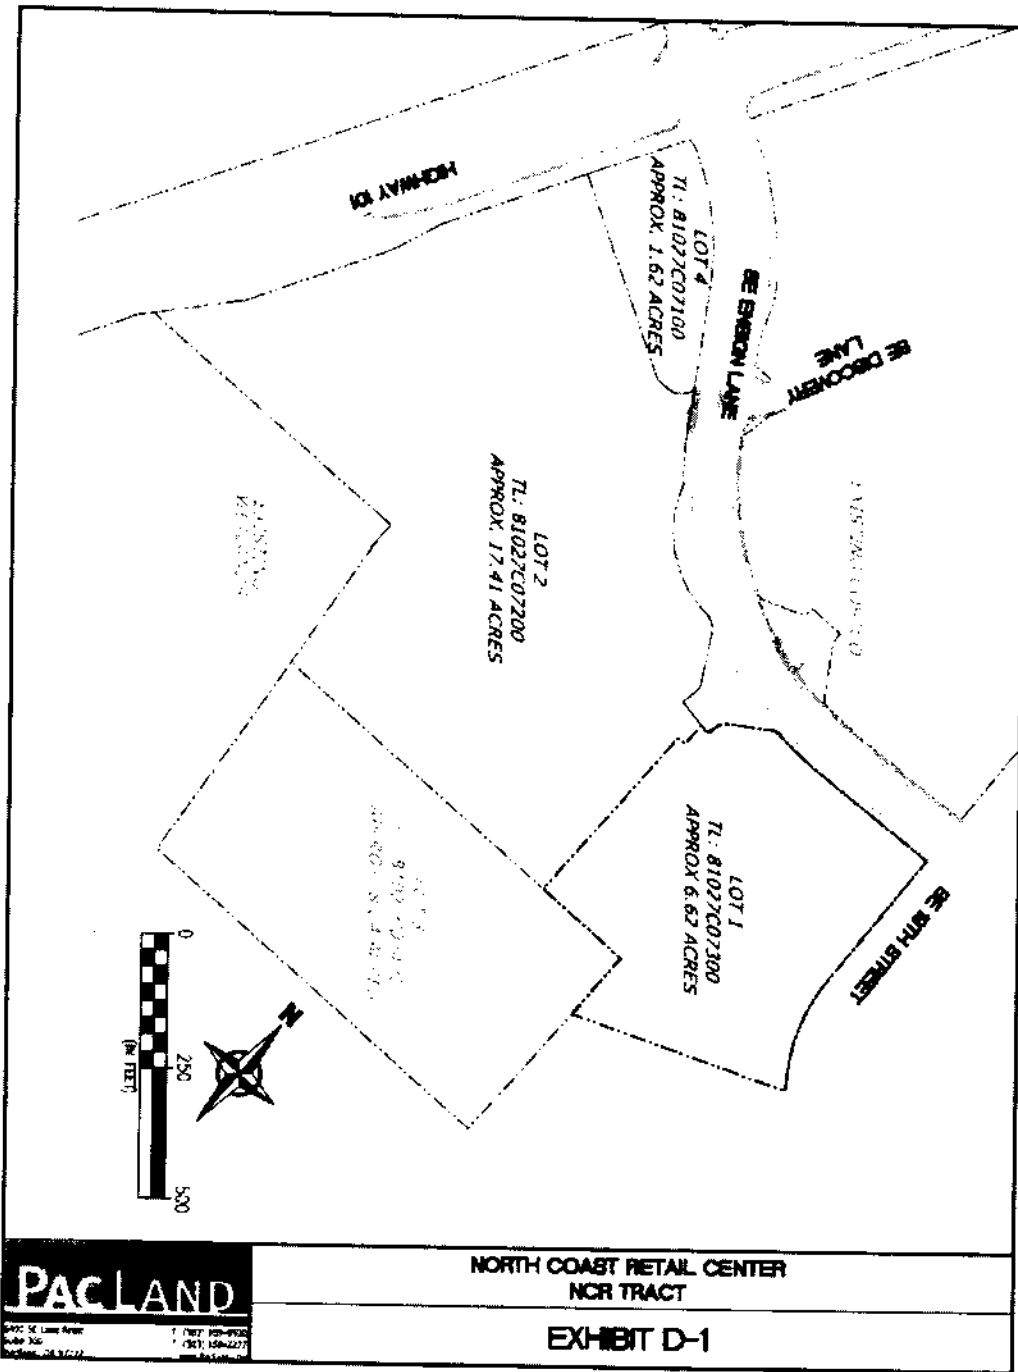 HIGHWAY 101
LOT 4
TL: 81027C07100
APPROX. 1.62 ACRES
SE ENSIGN LANE
SE DISCOVERY
LANE
LOT 2
TL: 81027C07200
APPROX. 17.41 ACRES
LOT 1
TL: 81027C07300
APPROX 6.62 ACRES
SE 19TH STREET
N
0
250
500
(IN FEET)
PACLAND
NORTH COAST RETAIL CENTER
NCR TRACT
EXHIBIT D-1